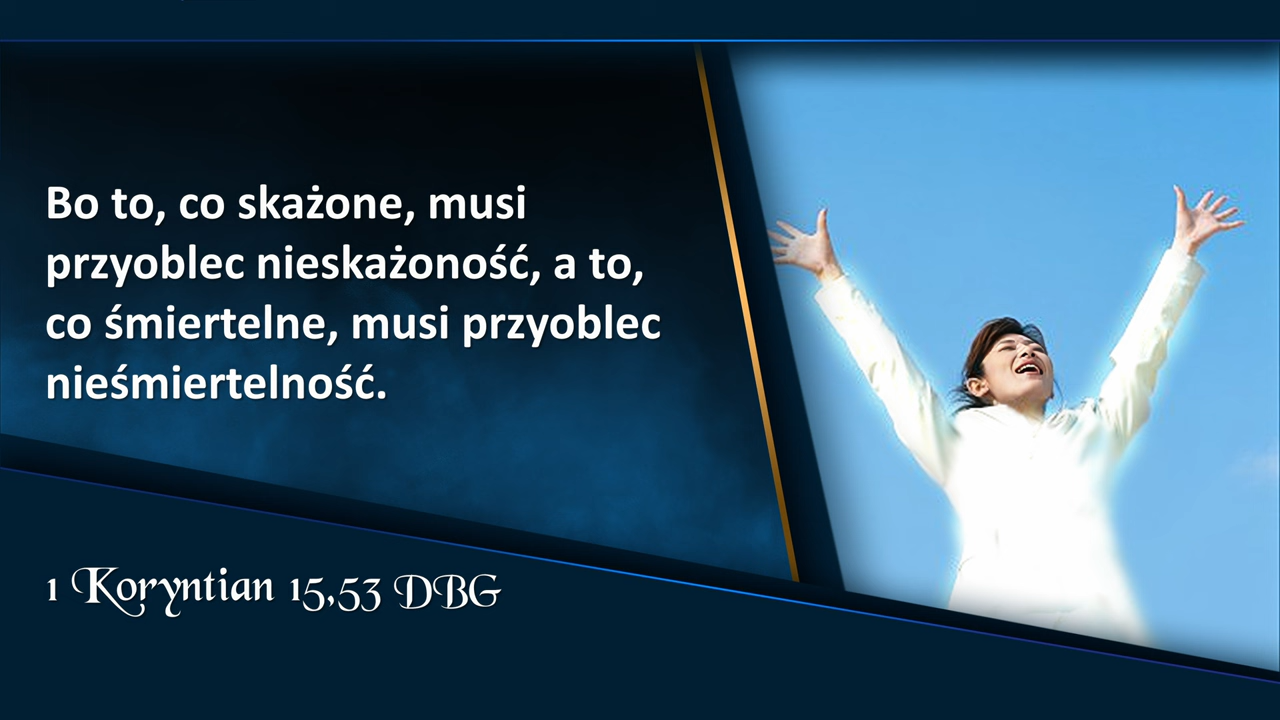 Bo to, co skażone, musi
przyoblec nieskażoność, a to,
co śmiertelne, musi przyoblec
nieśmiertelność.
1 Koryntian 15,53 DBG